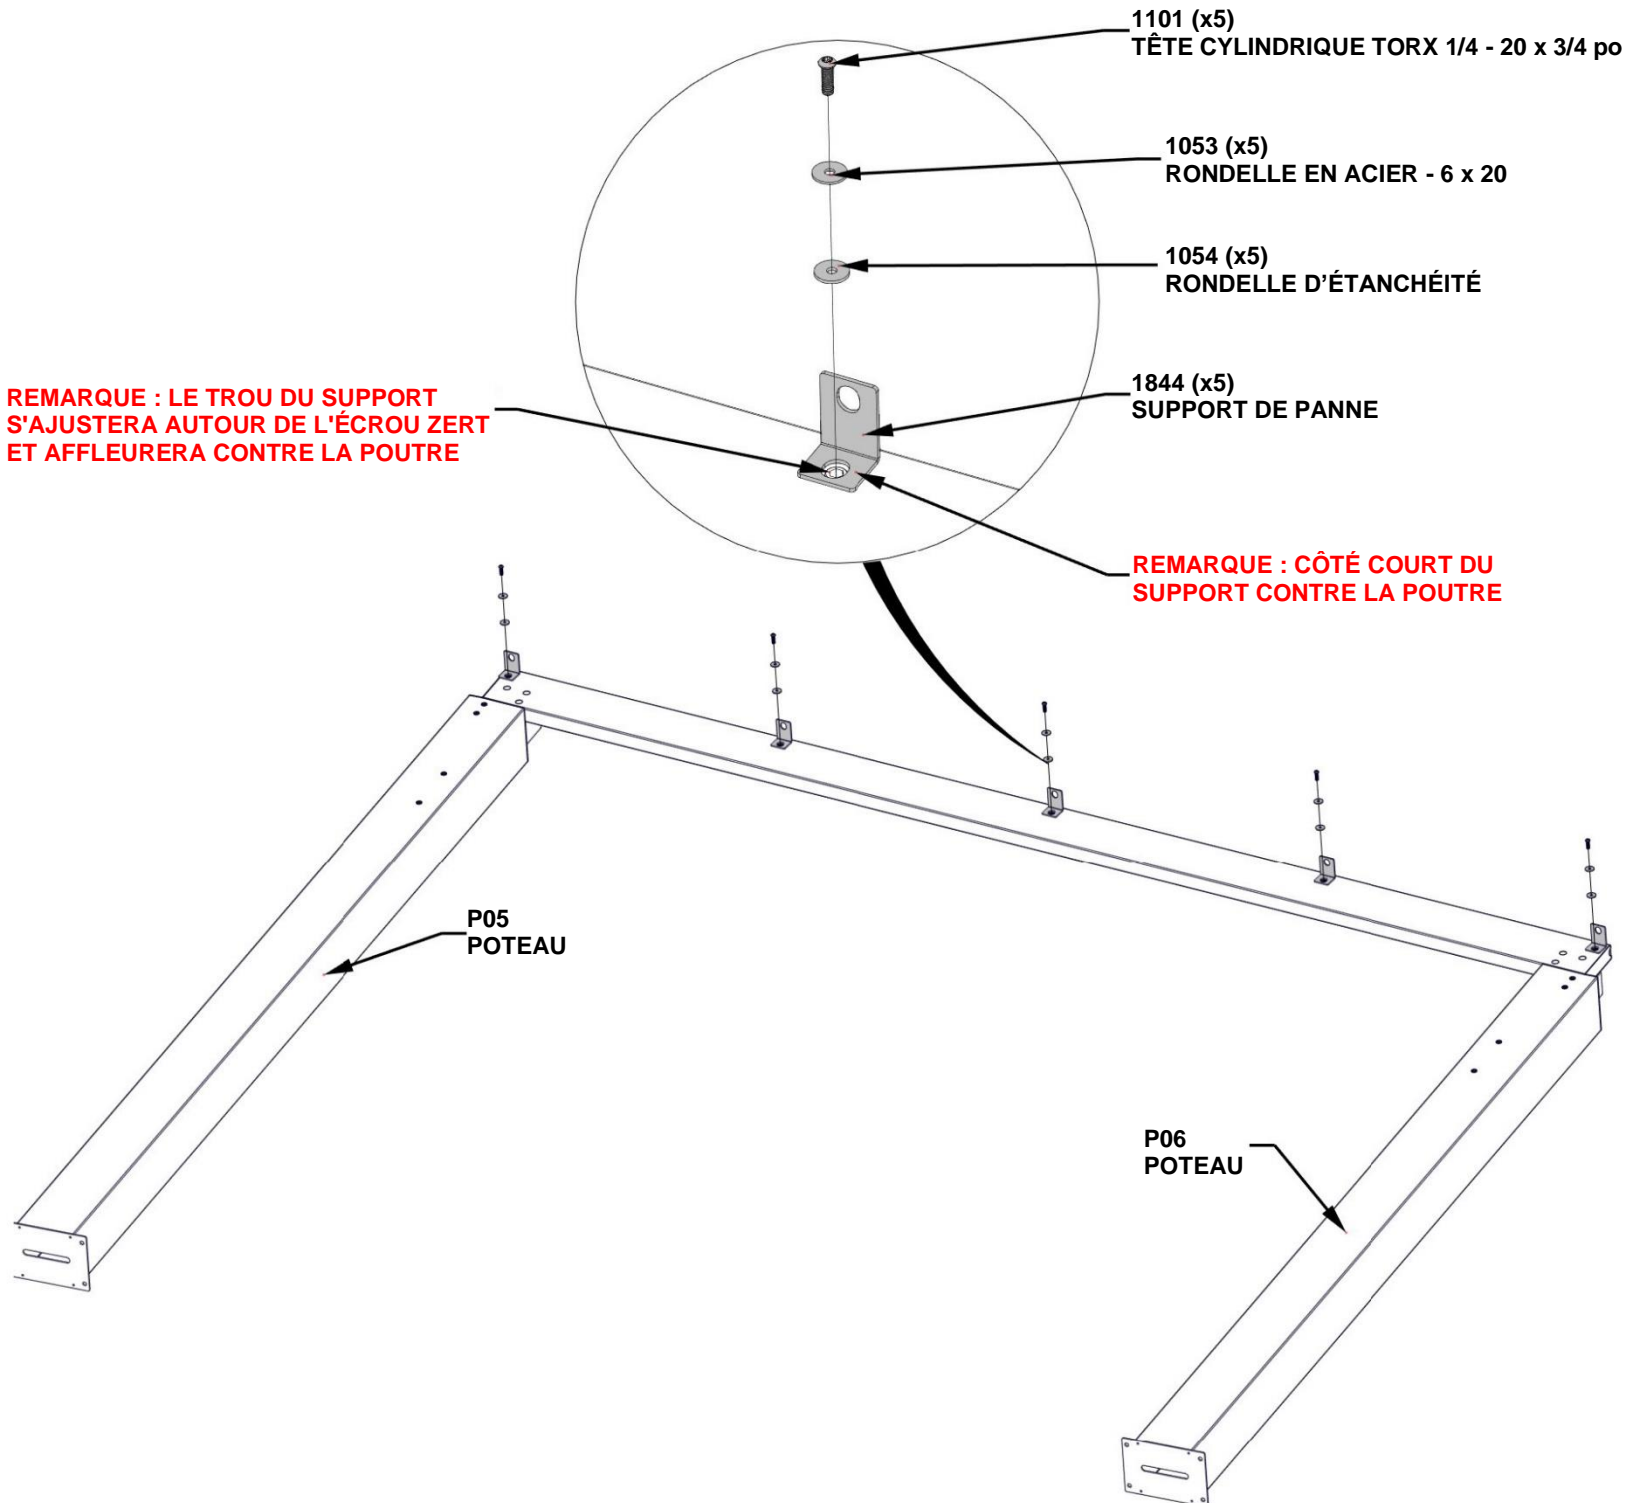 1101 (x5)
TÊTE CYLINDRIQUE TORX 1/4 - 20 x 3/4 po
1053 (x5)
RONDELLE EN ACIER - 6 x 20
1054 (x5)
RONDELLE D'ÉTANCHÉITÉ
1844 (x5)
SUPPORT DE PANNE
REMARQUE : LE TROU DU SUPPORT
S'AJUSTERA AUTOUR DE L'ÉCROU ZERT
ET AFFLEURERA CONTRE LA POUTRE
REMARQUE : CÔTÉ COURT DU
SUPPORT CONTRE LA POUTRE
P05
POTEAU
P06
POTEAU